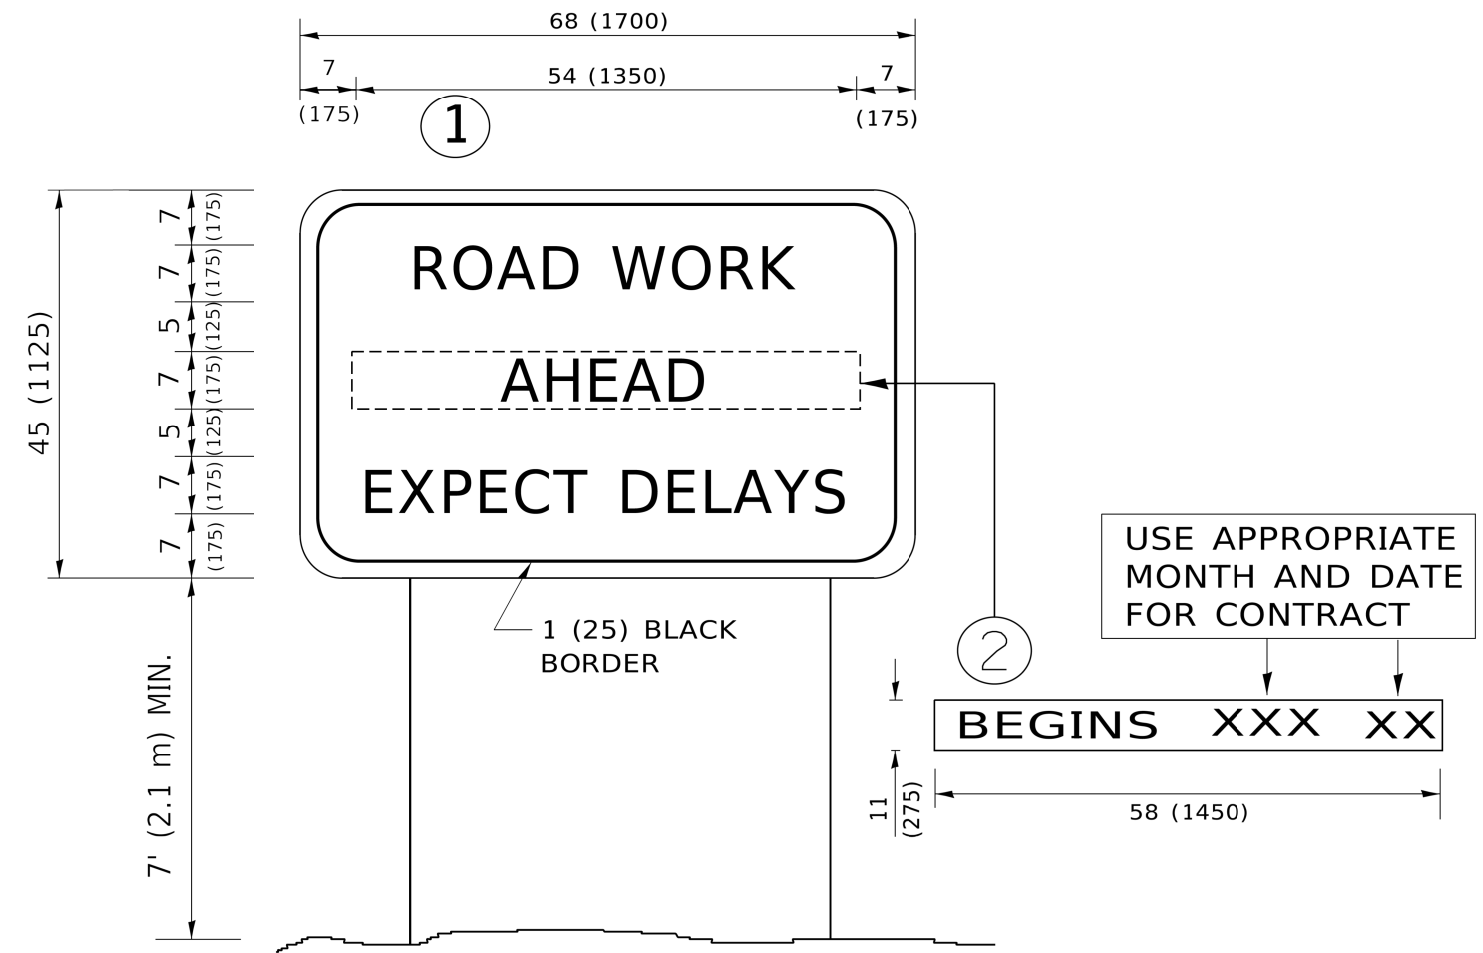 68 (1700)
7
54 (1350)
7
(175)
(175)
1
7
(175)
7
(175)
5
(125)
7
(175)
5
(125)
7
(175)
7
(175)
45 (1125)
ROAD WORK
AHEAD
EXPECT DELAYS
1 (25) BLACK
BORDER
7' (2.1 m) MIN.
USE APPROPRIATE
MONTH AND DATE
FOR CONTRACT
2
BEGINS XXX XX
11
(275)
58 (1450)